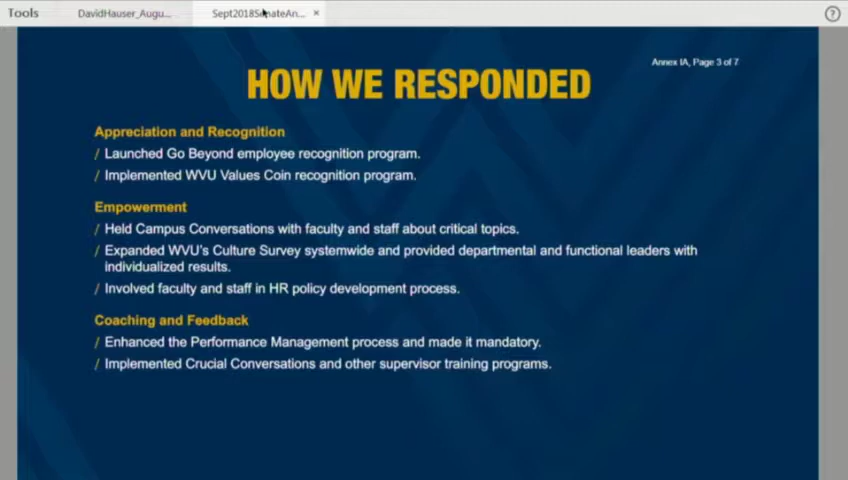 Tools
DavidHauser_Augu...
Sept2018SenateAn...
×
?
Annex IA, Page 3 of 7
HOW WE RESPONDED
Appreciation and Recognition
/ Launched Go Beyond employee recognition program.
/ Implemented WVU Values Coin recognition program.
Empowerment
/ Held Campus Conversations with faculty and staff about critical topics.
/ Expanded WVU's Culture Survey systemwide and provided departmental and functional leaders with
individualized results.
/ Involved faculty and staff in HR policy development process.
Coaching and Feedback
/ Enhanced the Performance Management process and made it mandatory.
/ Implemented Crucial Conversations and other supervisor training programs.